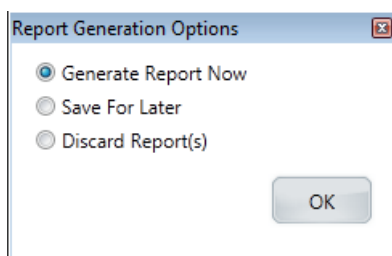 Report Generation Options
Generate Report Now
Save For Later
Discard Report(s)
OK